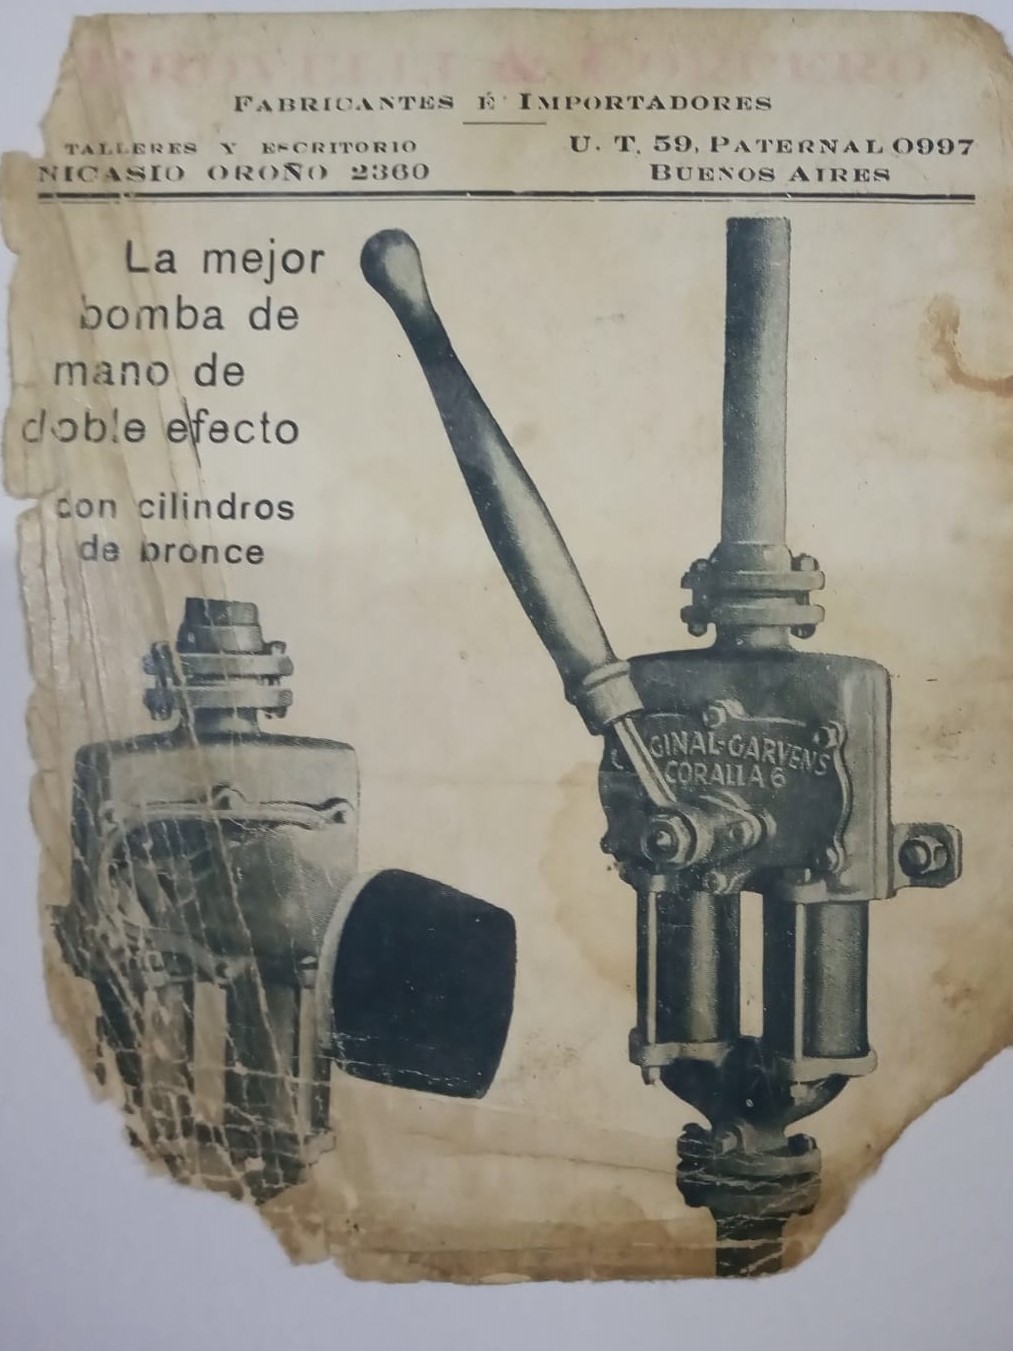 FABRICANTES É IMPORTADORES
TALLERES Y ESCRITORIO
NICASIO OROÑO 2360
U. T. 59, PATERNAL 0997
BUENOS AIRES
La mejor
bomba de
mano de
doble efecto
con cilindros
de bronce
GINAL-GARVENS
CORALLA 6